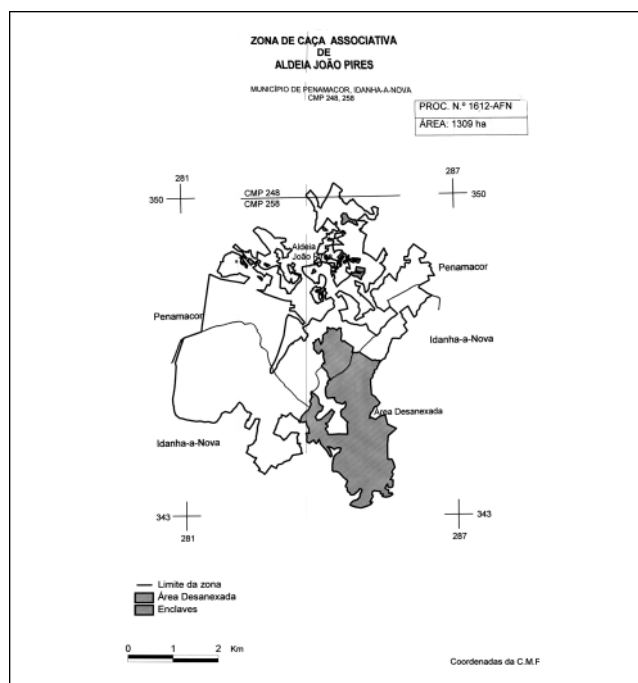 ZONA DE CAÇA ASSOCIATIVA
DE
ALDEIA JOÃO PIRES
MUNICÍPIO DE PENAMACOR, IDANHA-A-NOVA
CMP 248, 258
PROC. N.º 1612-AFN
ÁREA: 1309 ha
281
287
350
350
CMP 248
CMP 258
Aldeia
João Pires
Penamacor
Penamacor
Idanha-a-Nova
Área Desanexada
Idanha-a-Nova
343
343
281
287
Limite da zona
Área Desanexada
Enclaves
0 1 2 Km
Coordenadas da C.M.F